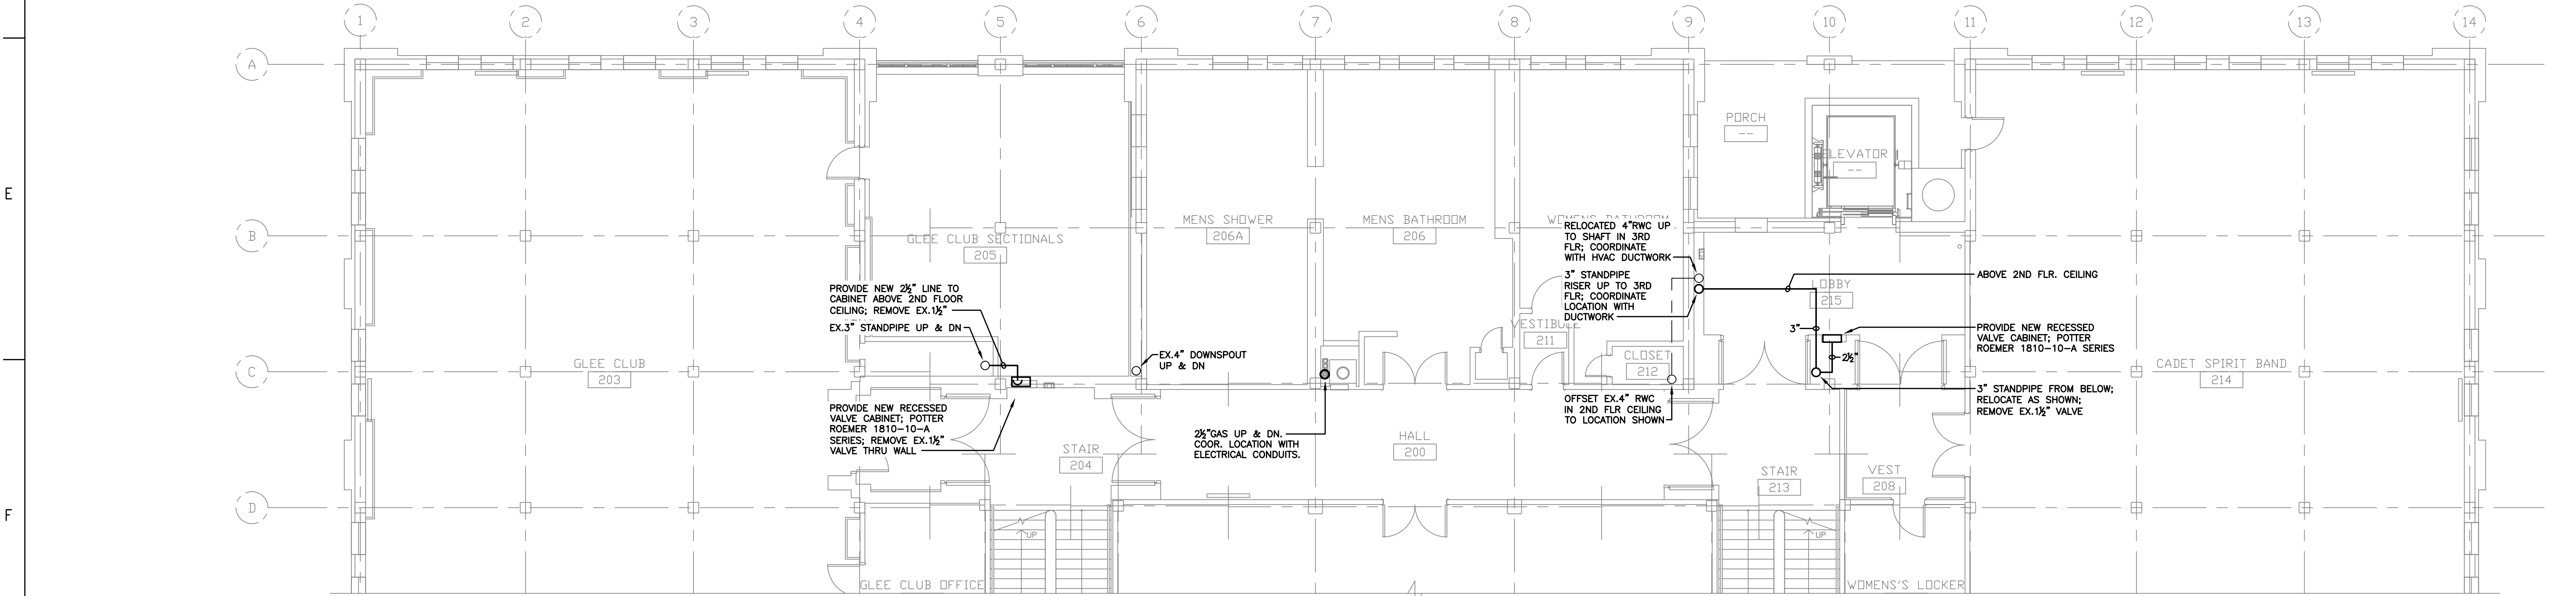 1
2
3
4
5
6
7
8
9
10
11
12
13
14
A
E
B
C
D
F
PORCH
--
ELEVATOR
--
MENS SHOWER
206A
MENS BATHROOM
206
WOMENS BATHROOM
RELOCATED 4"RWC UP
TO SHAFT IN 3RD
FLR; COORDINATE
WITH HVAC DUCTWORK
3" STANDPIPE
RISER UP TO 3RD
FLR; COORDINATE
LOCATION WITH
DUCTWORK
GLEE CLUB SECTIONALS
205
ABOVE 2ND FLR. CEILING
LOBBY
215
PROVIDE NEW 2½" LINE TO
CABINET ABOVE 2ND FLOOR
CEILING; REMOVE EX.1½"
EX.3" STANDPIPE UP & DN
3"
2½"
PROVIDE NEW RECESSED
VALVE CABINET; POTTER
ROEMER 1810-10-A SERIES
VESTIBULE
211
CLOSET
212
EX.4" DOWNSPOUT
UP & DN
GLEE CLUB
203
CADET SPIRIT BAND
214
3" STANDPIPE FROM BELOW;
RELOCATE AS SHOWN;
REMOVE EX.1½" VALVE
OFFSET EX.4" RWC
IN 2ND FLR CEILING
TO LOCATION SHOWN
PROVIDE NEW RECESSED
VALVE CABINET; POTTER
ROEMER 1810-10-A
SERIES; REMOVE EX.1½"
VALVE THRU WALL
2½"GAS UP & DN.
COOR. LOCATION WITH
ELECTRICAL CONDUITS.
STAIR
204
HALL
200
STAIR
213
VEST
208
UP
UP
GLEE CLUB OFFICE
WOMENS'S LOCKER